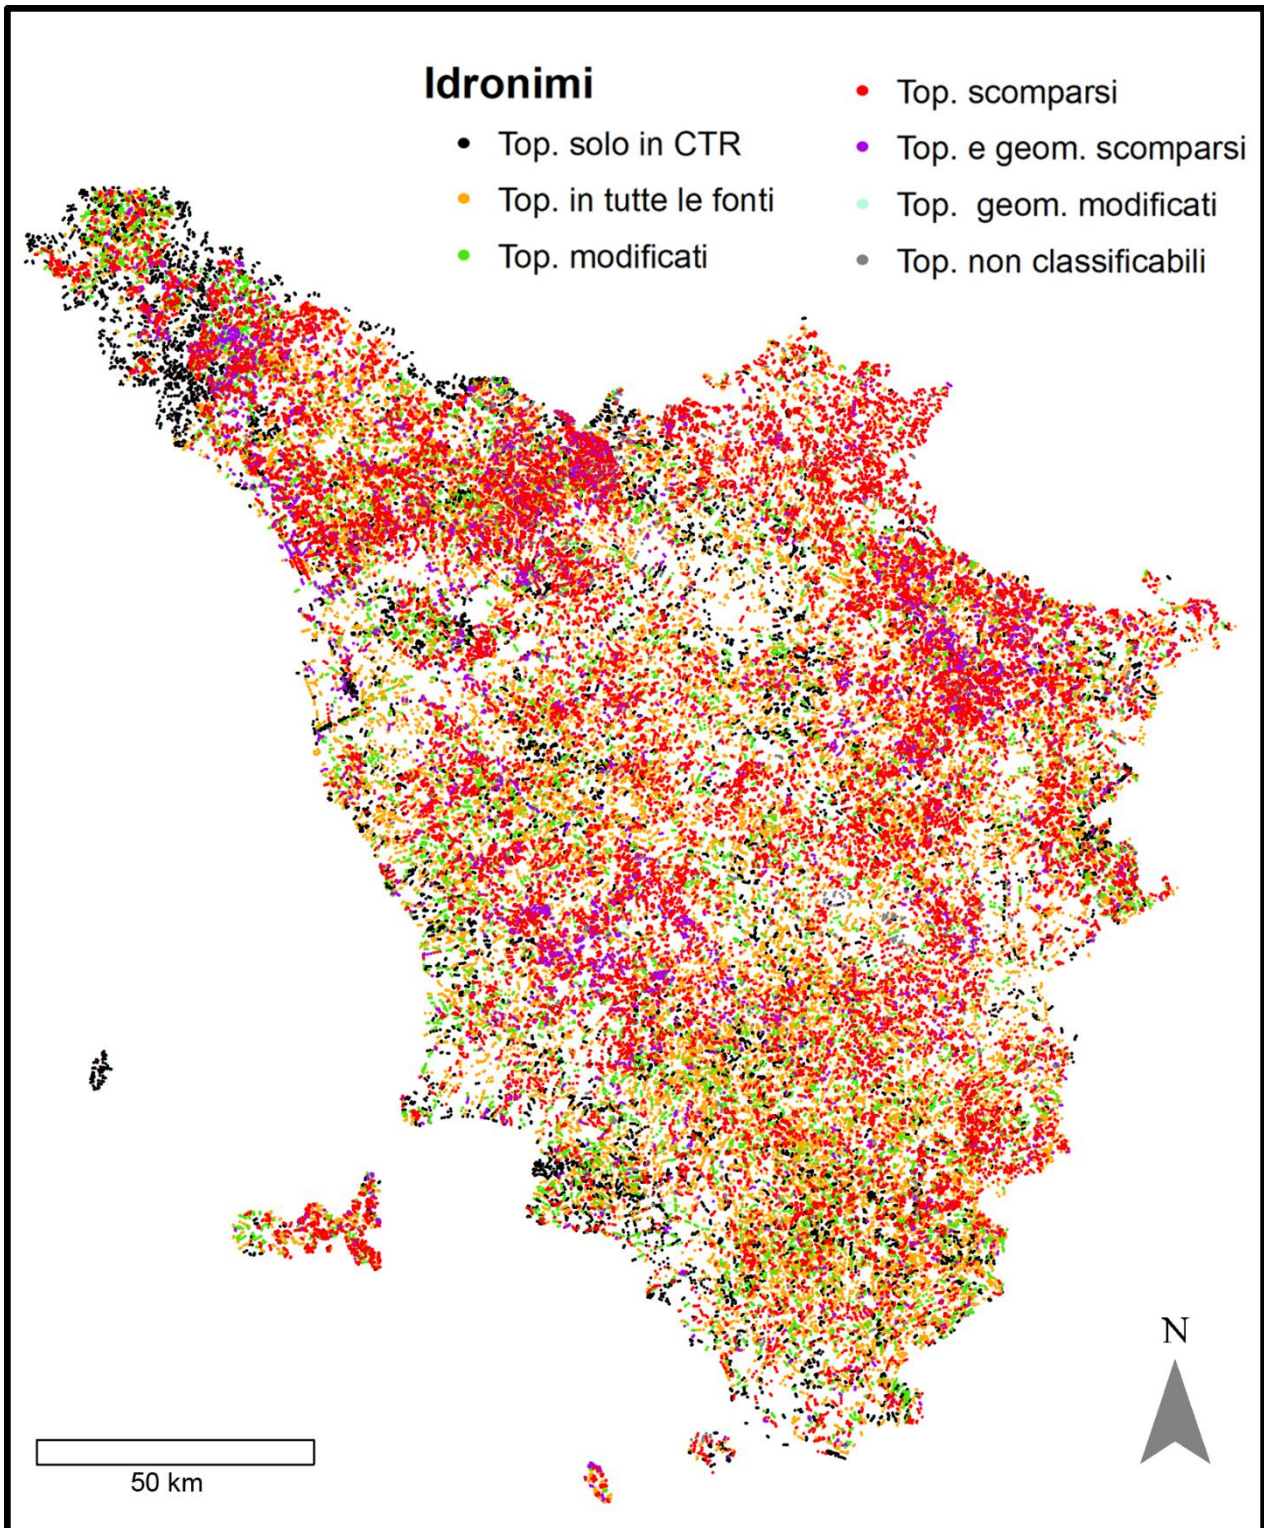 Idronimi
Top. solo in CTR
Top. in tutte le fonti
Top. modificati
Top. scomparsi
Top. e geom. scomparsi
Top. geom. modificati
Top. non classificabili
N
50 km